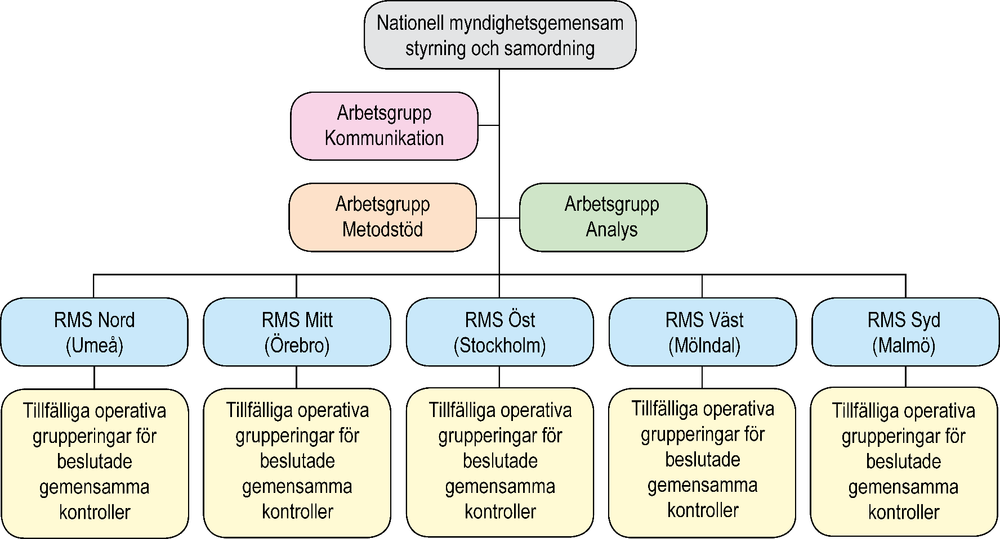 Nationell myndighetsgemensam
styrning och samordning
Arbetsgrupp
Kommunikation
Arbetsgrupp
Metodstöd
Arbetsgrupp
Analys
RMS Nord
(Umeå)
RMS Mitt
(Örebro)
RMS Öst
(Stockholm)
RMS Väst
(Mölndal)
RMS Syd
(Malmö)
Tillfälliga operativa
grupperingar för
beslutade
gemensamma
kontroller
Tillfälliga operativa
grupperingar för
beslutade
gemensamma
kontroller
Tillfälliga operativa
grupperingar för
beslutade
gemensamma
kontroller
Tillfälliga operativa
grupperingar för
beslutade
gemensamma
kontroller
Tillfälliga operativa
grupperingar för
beslutade
gemensamma
kontroller